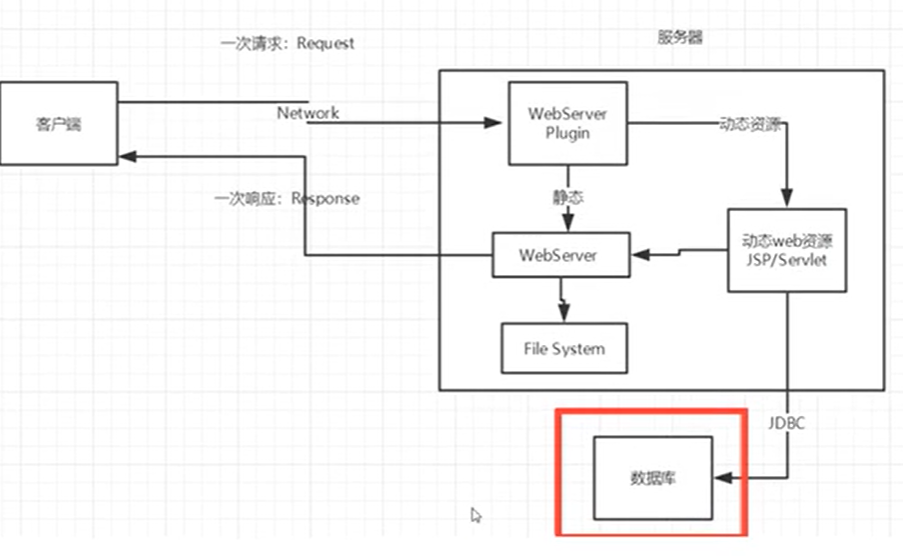 一次请求：Request
服务器
客户端
Network
WebServer
Plugin
动态资源
一次响应：Response
静态
动态web资源
JSP/Servlet
WebServer
File System
JDBC
数据库